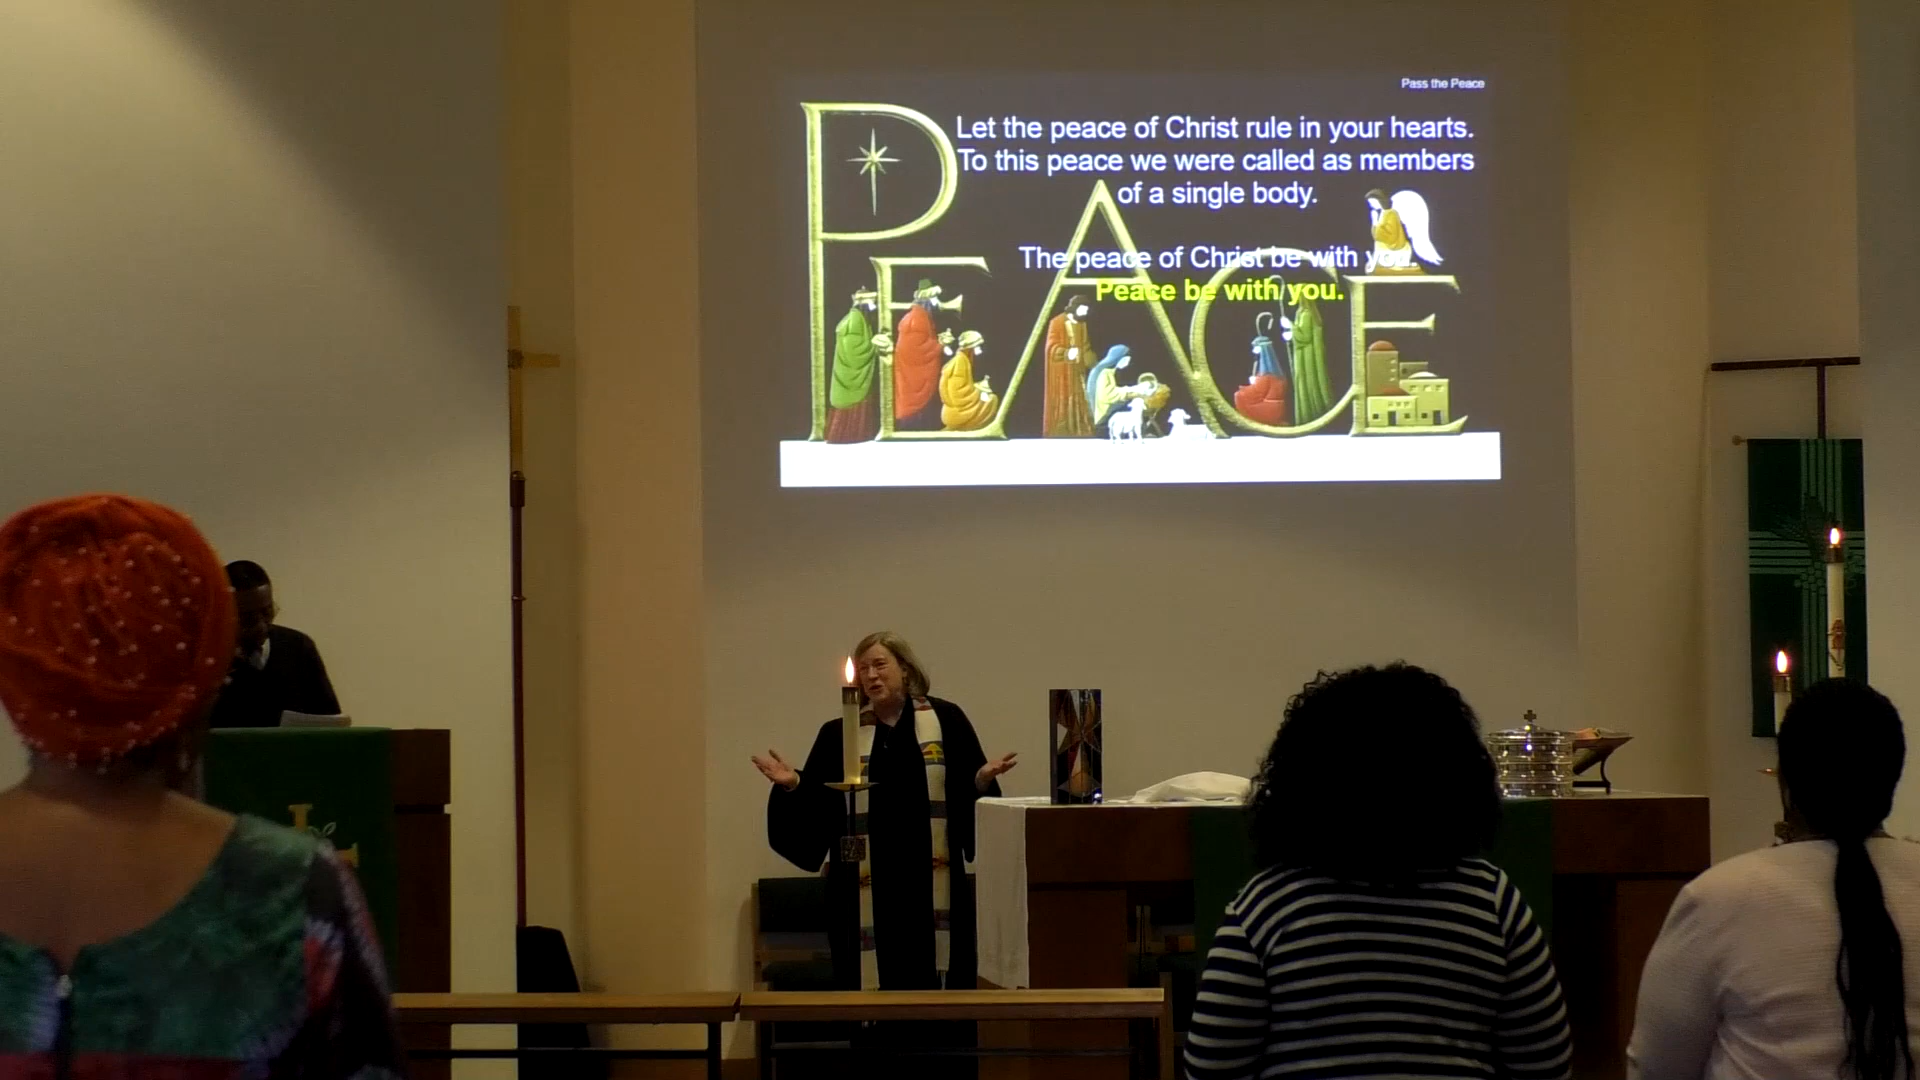 Pass the Peace
Let the peace of Christ rule in your hearts.
To this peace we were called as members
of a single body.
The peace of Christ be with you.
Peace be with you.
PEACE